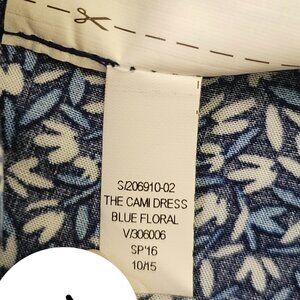 S/206910-02
THE CAMI DRESS
BLUE FLORAL
V/306006
SP'16
10/15